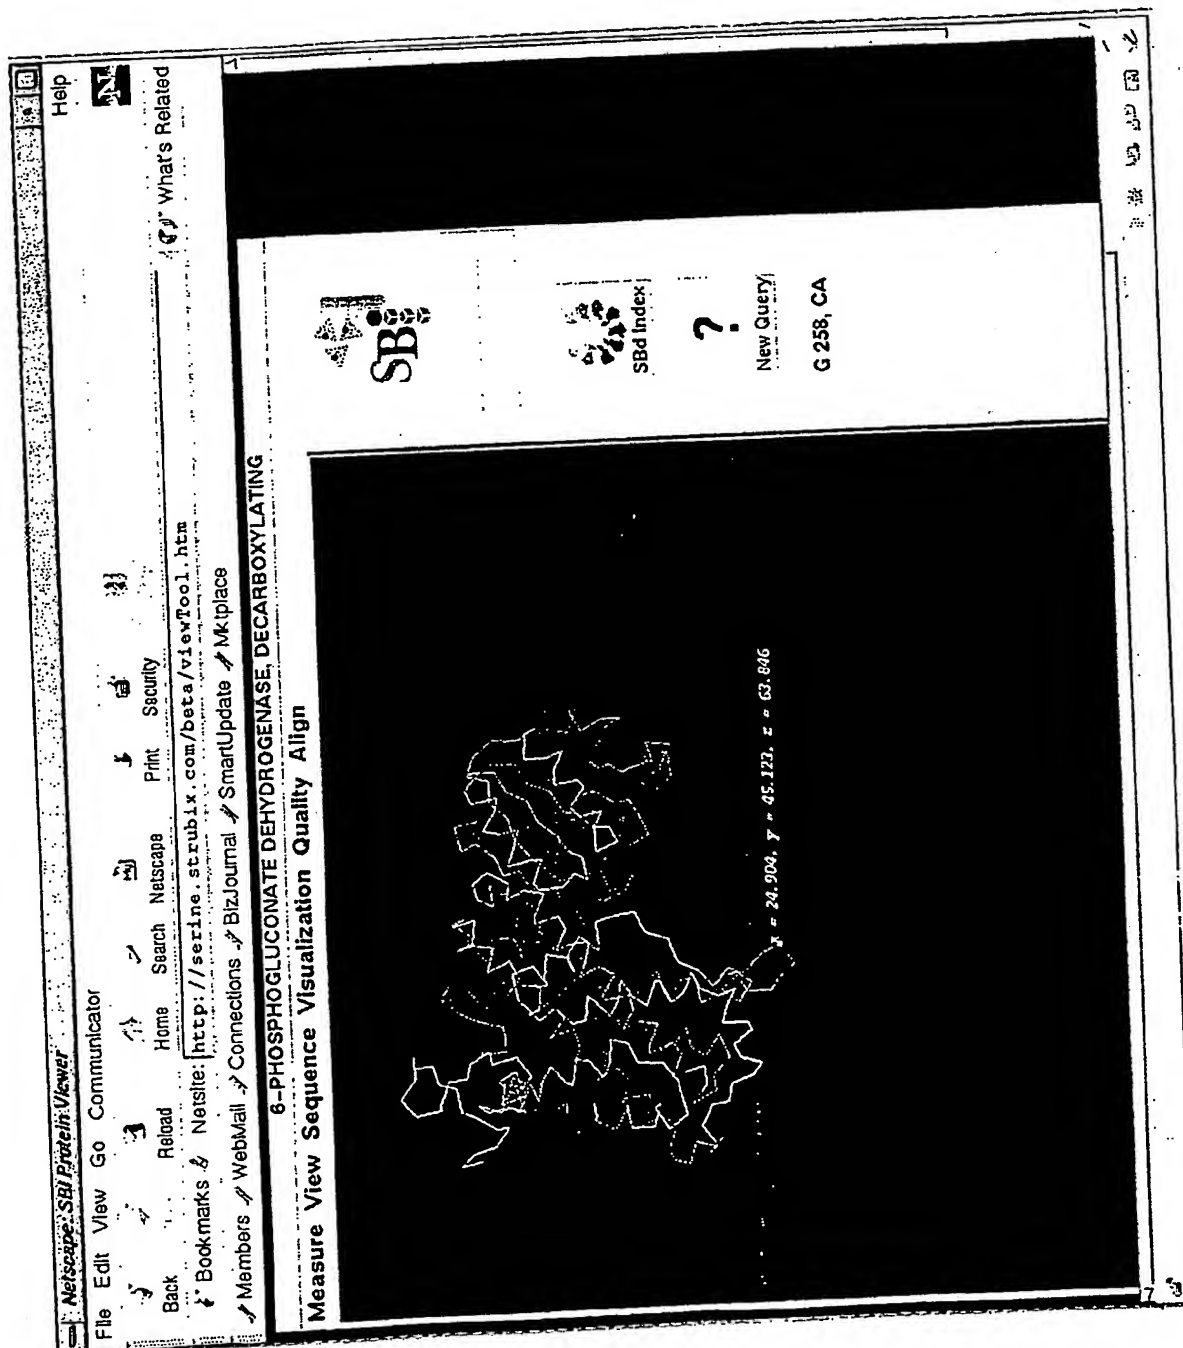 Netscape: SBI Protein Viewer
File Edit View Go Communicator Help
Back Reload Home Search Netscape Print Security
Bookmarks Netsite: http://serine.strubix.com/beta/viewTool.htm What's Related
Members WebMail Connections BizJournal SmartUpdate Mktplace
6-PHOSPHOGLUCONATE DEHYDROGENASE, DECARBOXYLATING
Measure View Sequence Visualization Quality Align
SB
SBd Index
?
New Query
G 258, CA
x = 24.904, y = 45.122, z = 63.846